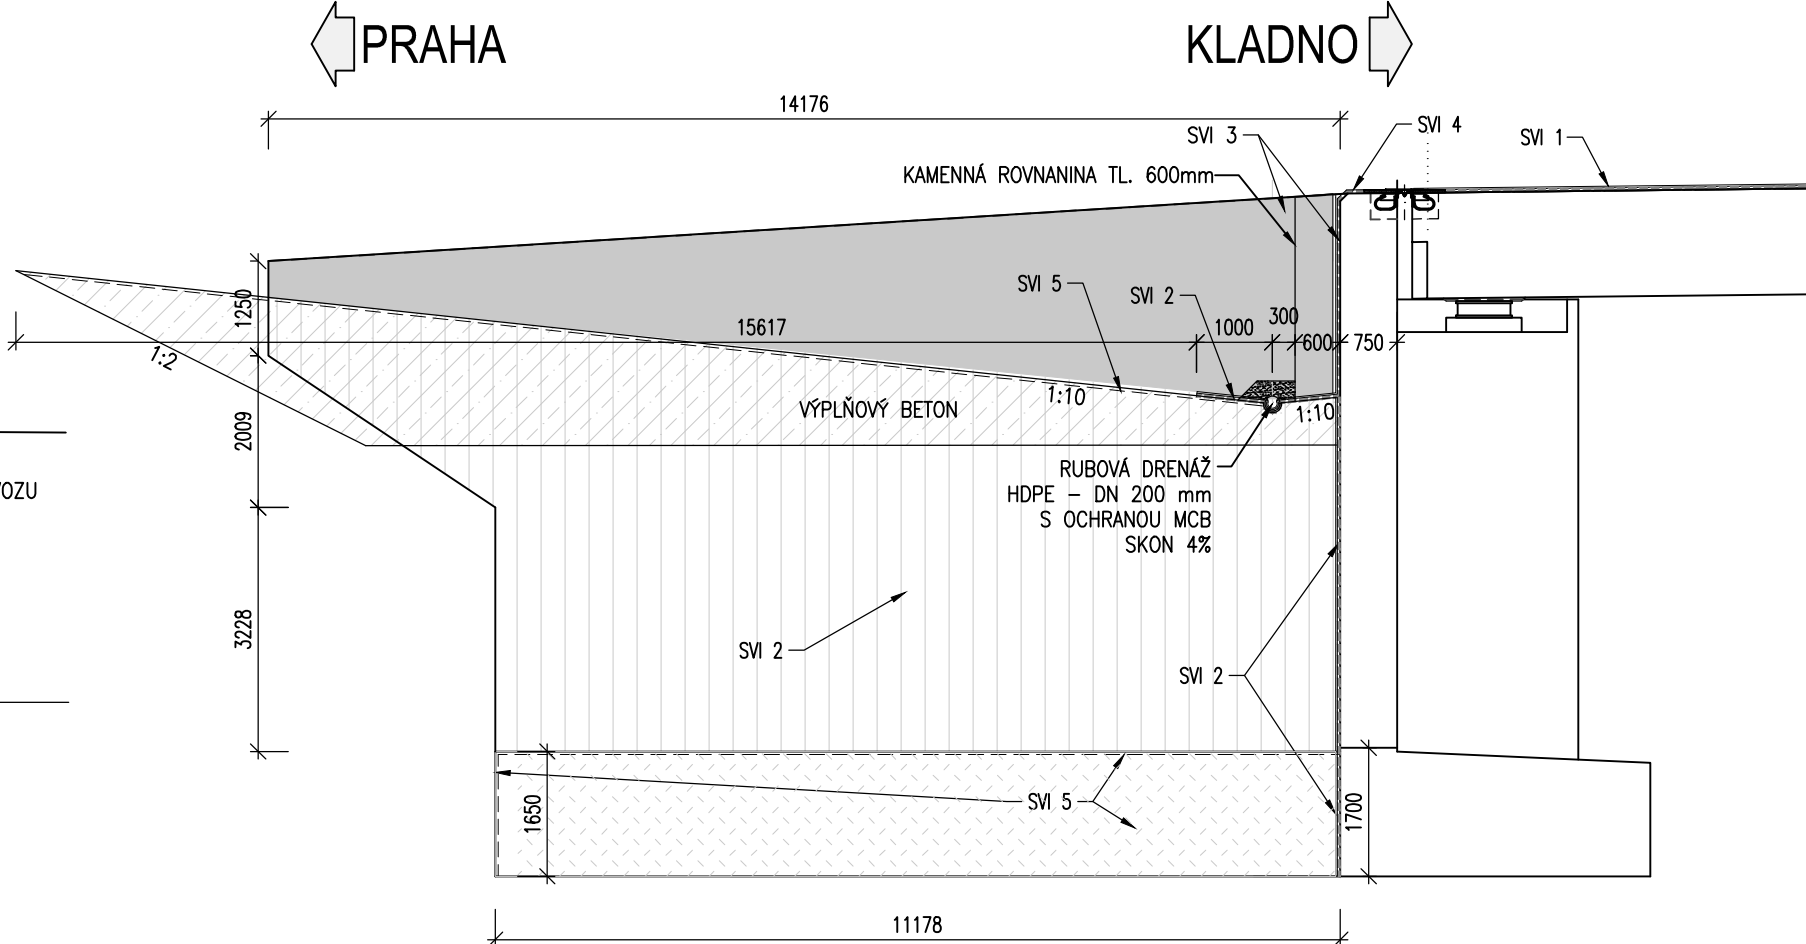 PRAHA
KLADNO
14176
SVI 3
SVI 4
SVI 1
KAMENNÁ ROVNANINA TL. 600mm
SVI 5
SVI 2
1250
15617
1000
300
600
750
1:2
1:10
1:10
VÝPLŇOVÝ BETON
2009
RUBOVÁ DRENÁŽ
HDPE – DN 200 mm
S OCHRANOU MCB
SKON 4%
VOZU
3228
SVI 2
SVI 2
SVI 5
1650
1700
11178